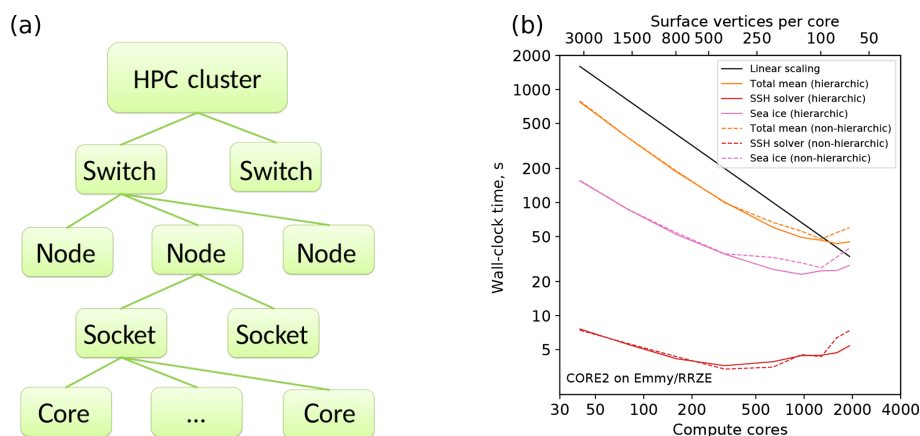 (a)
HPC cluster
Switch
Switch
Node
Node
Node
Socket
Socket
Core
...
Core
(b)
Surface vertices per core
3000 1500 800 500 250 100 50
2000
1000
500
200
100
50
20
10
5
Wall-clock time, s
Linear scaling
Total mean (hierarchic)
SSH solver (hierarchic)
Sea ice (hierarchic)
Total mean (non-hierarchic)
SSH solver (non-hierarchic)
Sea ice (non-hierarchic)
CORE2 on Emmy/RRZE
30 50 100 200 500 1000 2000 4000
Compute cores